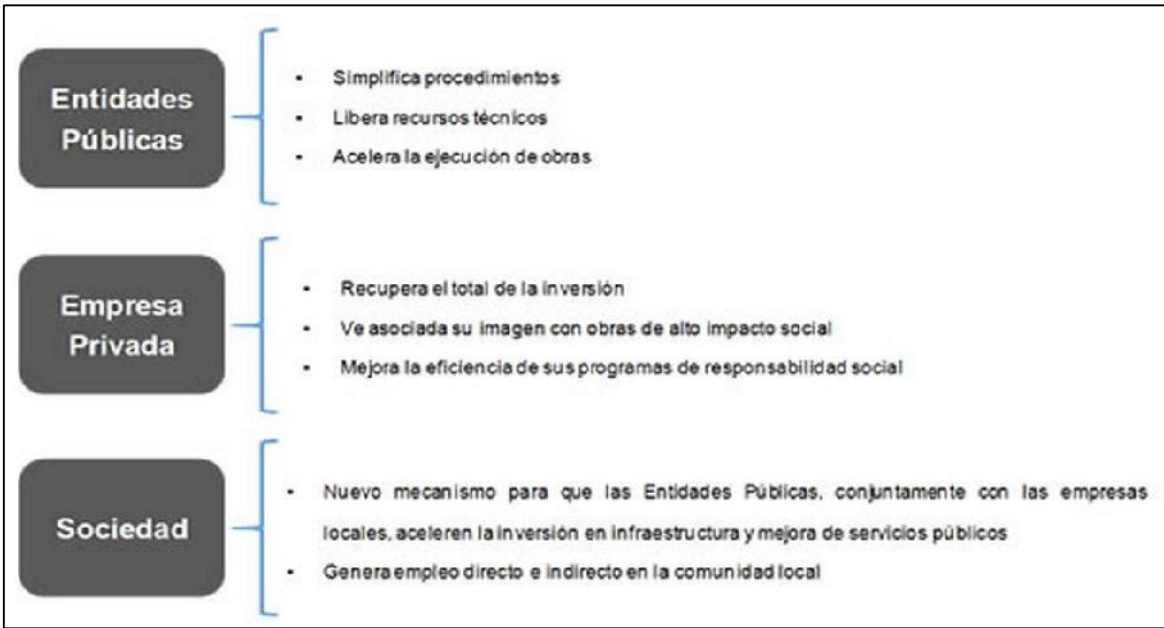 Entidades
Públicas
▪ Simplifica procedimientos
▪ Libera recursos técnicos
▪ Acelera la ejecución de obras
Empresa
Privada
▪ Recupera el total de la inversión
▪ Ve asociada su imagen con obras de alto impacto social
▪ Mejora la eficiencia de sus programas de responsabilidad social
Sociedad
▪ Nuevo mecanismo para que las Entidades Públicas, conjuntamente con las empresas
locales, aceleren la inversión en infraestructura y mejora de servicios públicos
▪ Genera empleo directo e indirecto en la comunidad local